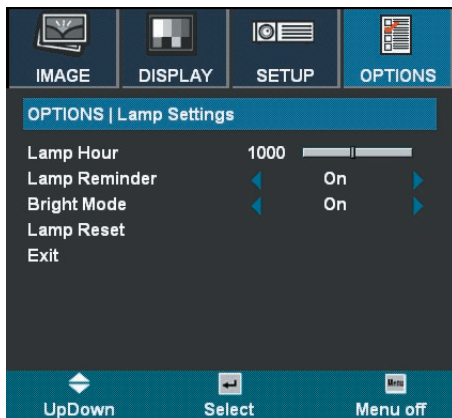 IMAGE DISPLAY SETUP OPTIONS
OPTIONS | Lamp Settings
Lamp Hour 1000
Lamp Reminder On
Bright Mode On
Lamp Reset
Exit
Menu
UpDown Select Menu off